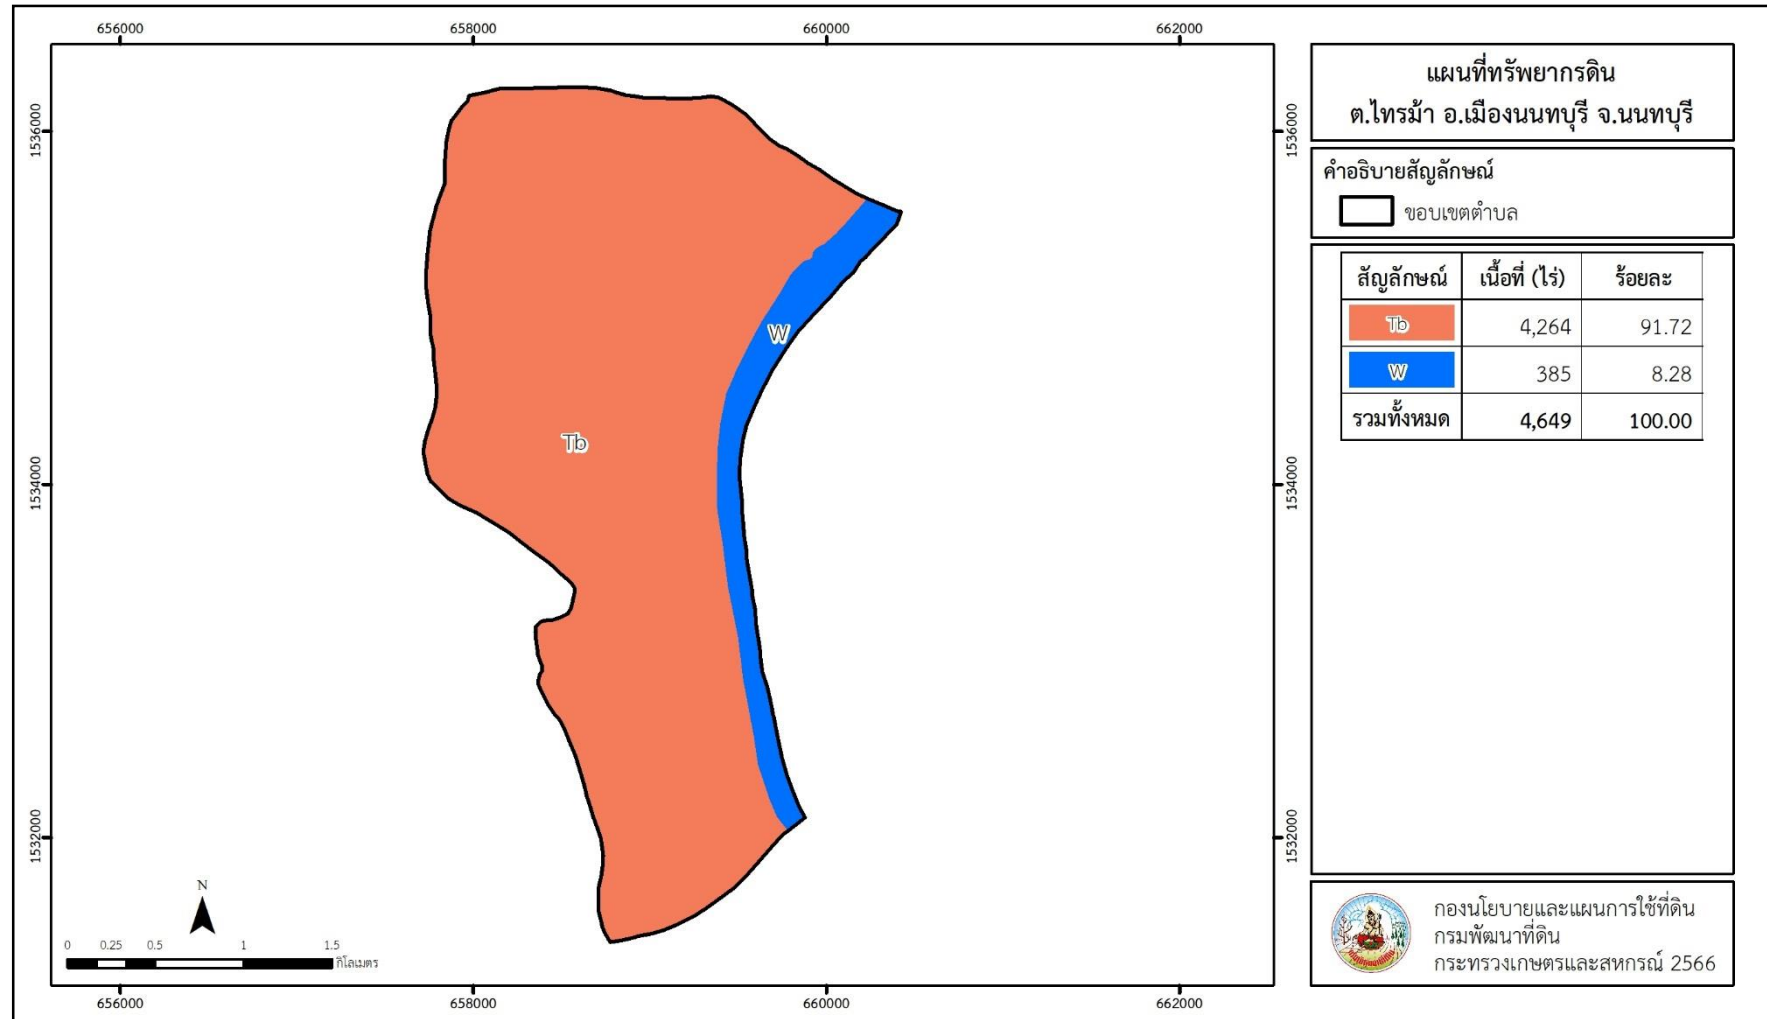 656000 658000 660000 662000
แผนที่ทรัพยากรดิน
ต.ไทรม้า อ.เมืองนนทบุรี จ.นนทบุรี
คำอธิบายสัญลักษณ์
ขอบเขตตำบล
สัญลักษณ์ เนื้อที่ (ไร่) ร้อยละ
Tb 4,264 91.72
W 385 8.28
รวมทั้งหมด 4,649 100.00
1536000 1536000
W
Tb
1534000 1534000
1532000 1532000
N
0 0.25 0.5 1 1.5
กิโลเมตร
656000 658000 660000 662000
กองนโยบายและแผนการใช้ที่ดิน
กรมพัฒนาที่ดิน
กระทรวงเกษตรและสหกรณ์ 2566